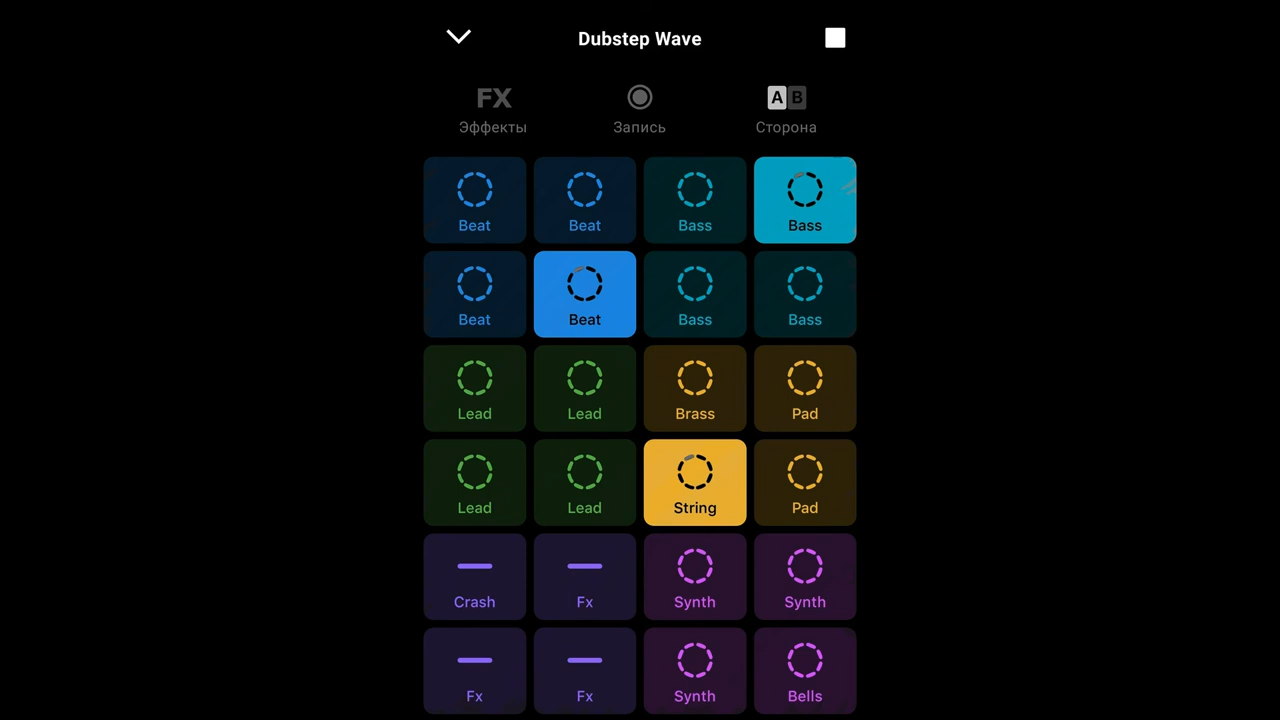 Dubstep Wave
FX A B
Эффекты Запись Сторона
Beat Beat Bass Bass
Beat Beat Bass Bass
Lead Lead Brass Pad
Lead Lead String Pad
Crash Fx Synth Synth
Fx Fx Synth Bells